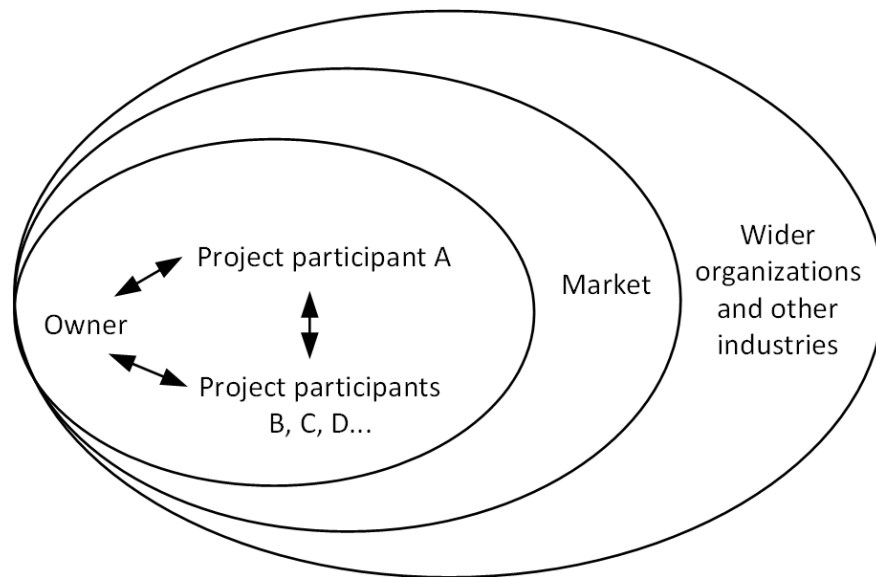 Project participant A
Owner
Project participants
B, C, D...
Market
Wider
organizations
and other
industries